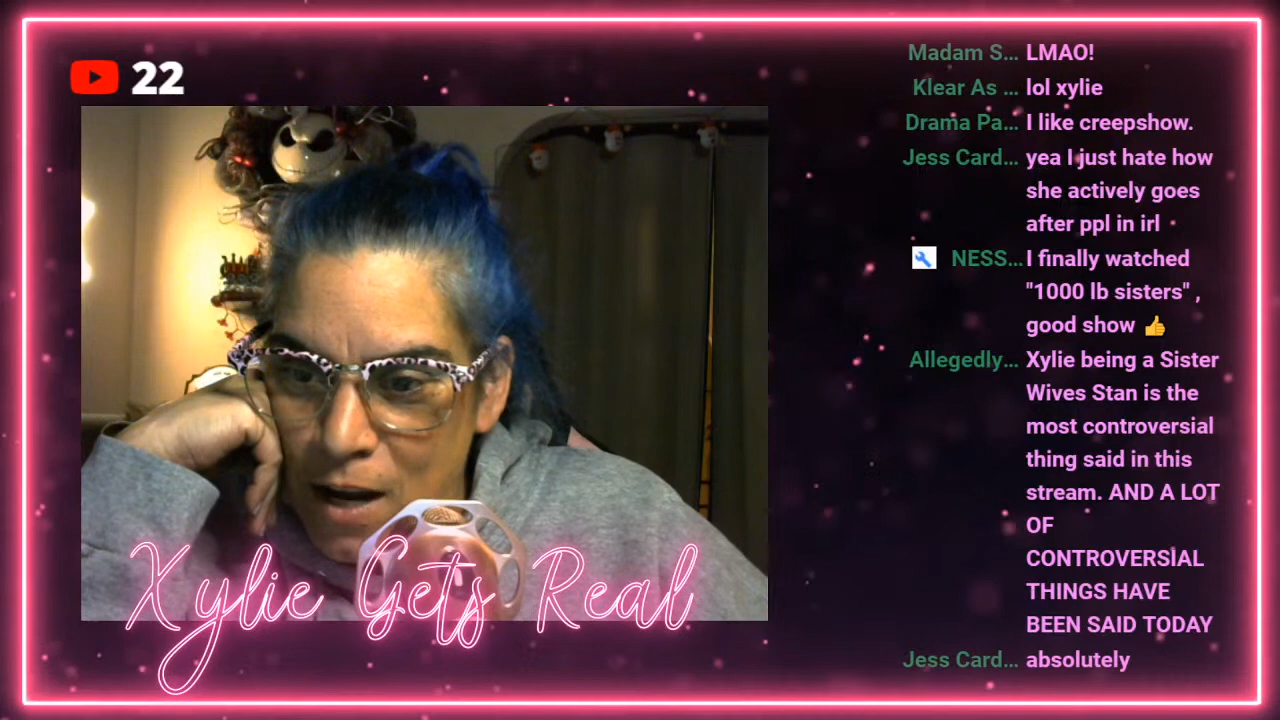 22
Xylie Gets Real
Madam S... LMAO!
Klear As ... lol xylie
Drama Pa... I like creepshow.
Jess Card... yea I just hate how
she actively goes
after ppl in irl
NESS... I finally watched
"1000 lb sisters" ,
good show 👍
Allegedly... Xylie being a Sister
Wives Stan is the
most controversial
thing said in this
stream. AND A LOT
OF
CONTROVERSIAL
THINGS HAVE
BEEN SAID TODAY
Jess Card... absolutely